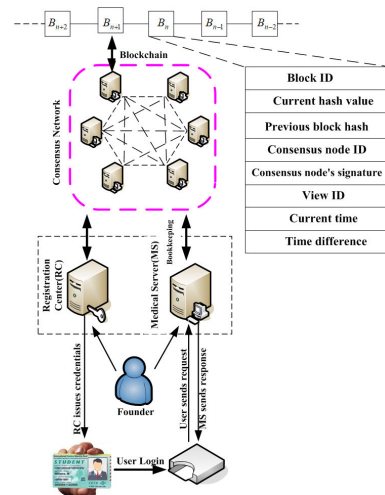 B_{n+2}
B_{n+1}
B_n
B_{n-1}
B_{n-2}
Blockchain
Consensus Network
Block ID
Current hash value
Previous block hash
Consensus node ID
Consensus node's signature
View ID
Current time
Time difference
Bookkeeping
Registration
Center(RC)
Medical Server(MS)
RC issues credentials
Founder
User sends request
MS sends response
STUDENT
User Login